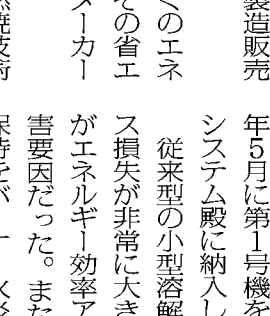 年5月に第1号機を
システム殿に納入し
従来型の小型溶解
ス損失が非常に大き
がエネルギー効率ア
害要因だった。また
保持をバ
製造販売
くのエネ
その省エ
メーカー
燃焼技術